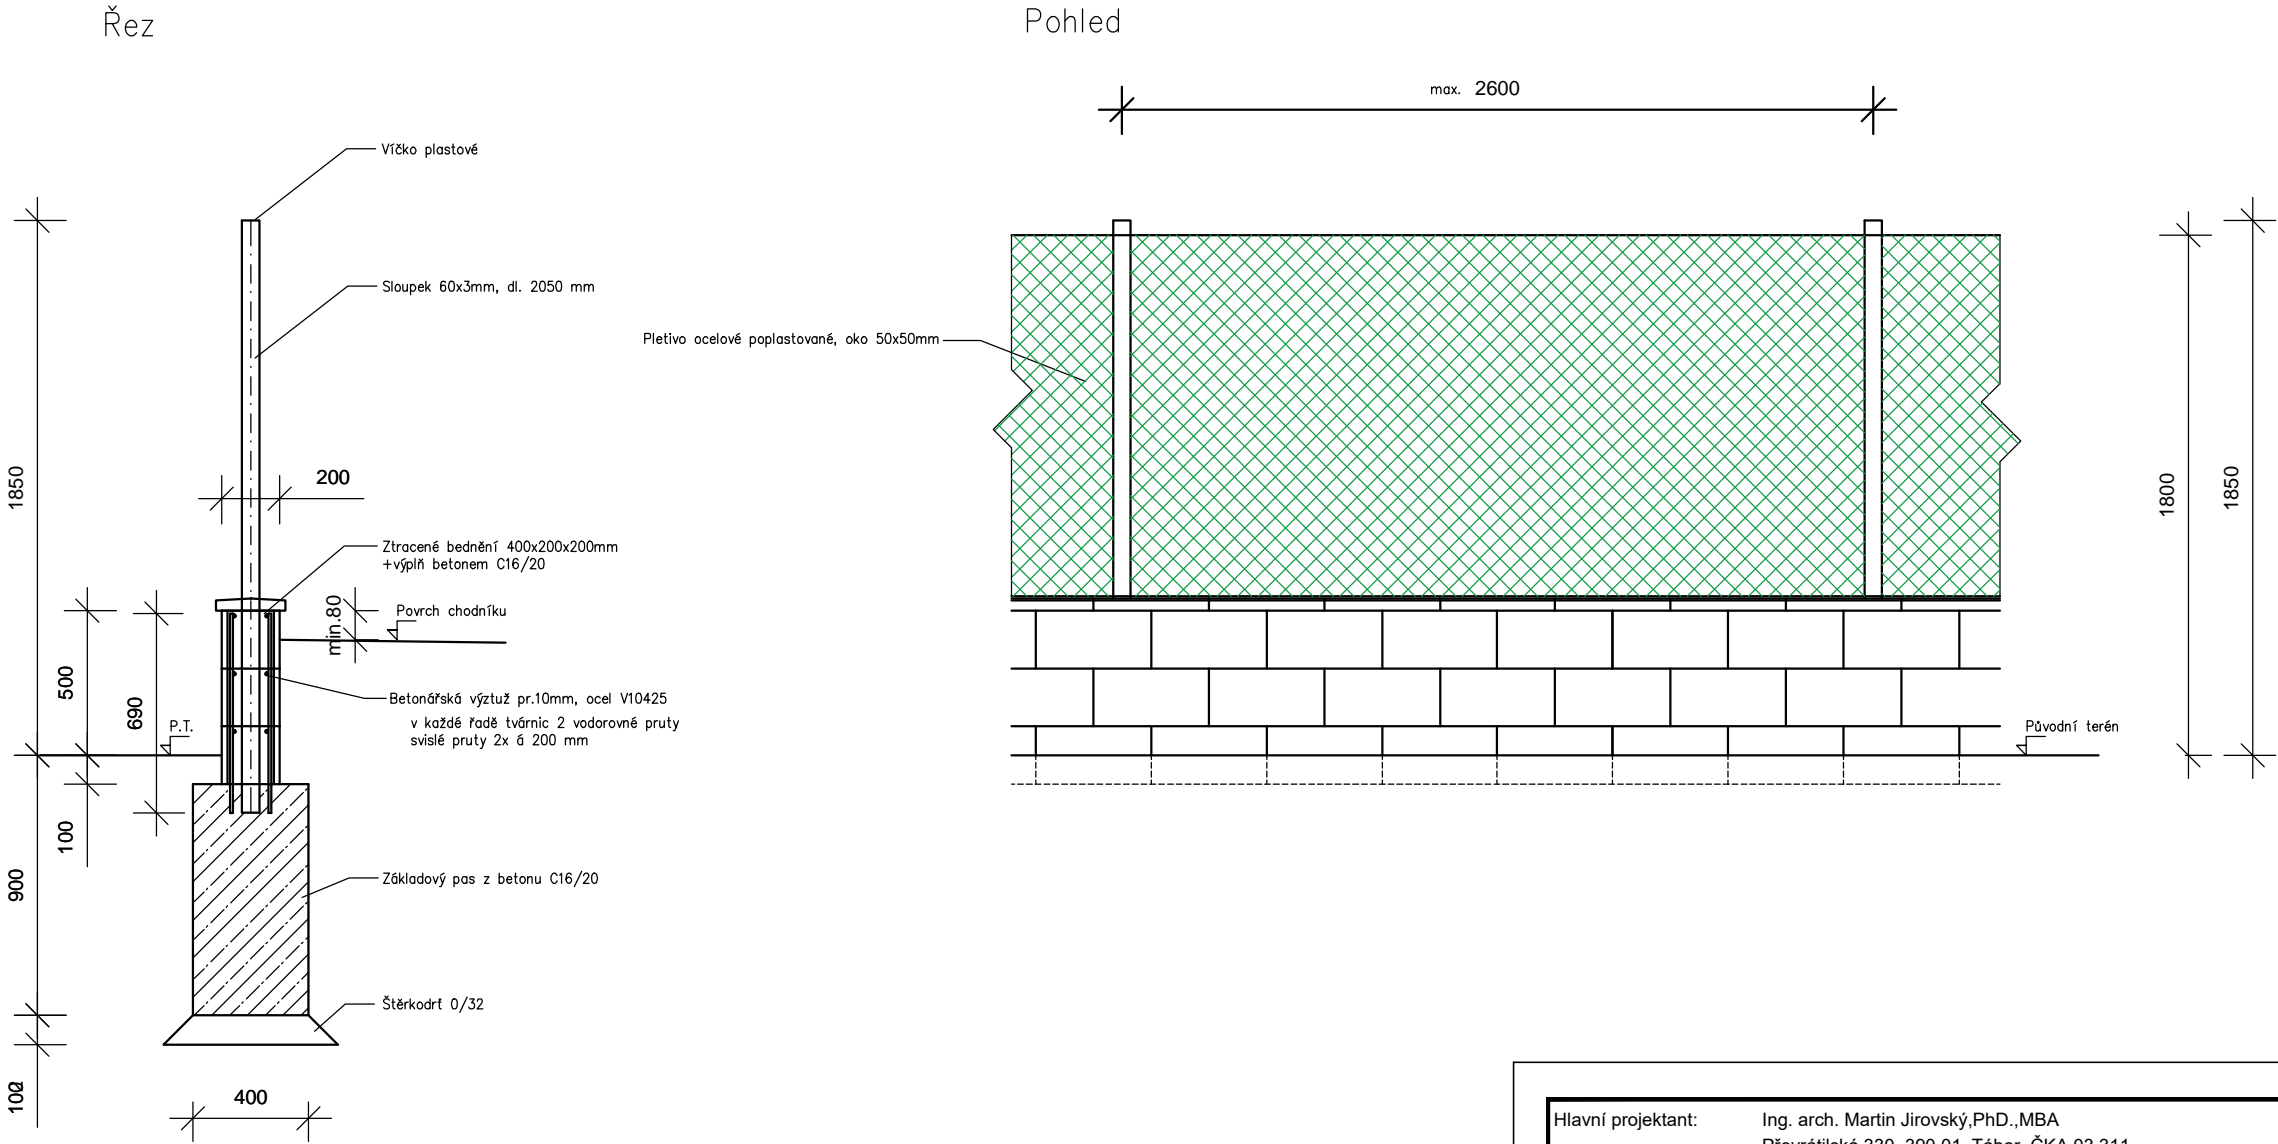 Řez
Pohled
max. 2600
Víčko plastové
Sloupek 60x3mm, dl. 2050 mm
Pletivo ocelové poplastované, oko 50x50mm
1850
200
1800
1850
Ztracené bednění 400x200x200mm
+výplň betonem C16/20
min.80
Povrch chodníku
500
690
Betonářská výztuž pr.10mm, ocel V10425
v každé řadě tvárnic 2 vodorovné pruty
svislé pruty 2x á 200 mm
P.T.
Původní terén
100
900
Základový pas z betonu C16/20
Štěrkodrť 0/32
400
Hlavní projektant: Ing. arch. Martin Jirovský,PhD.,MBA